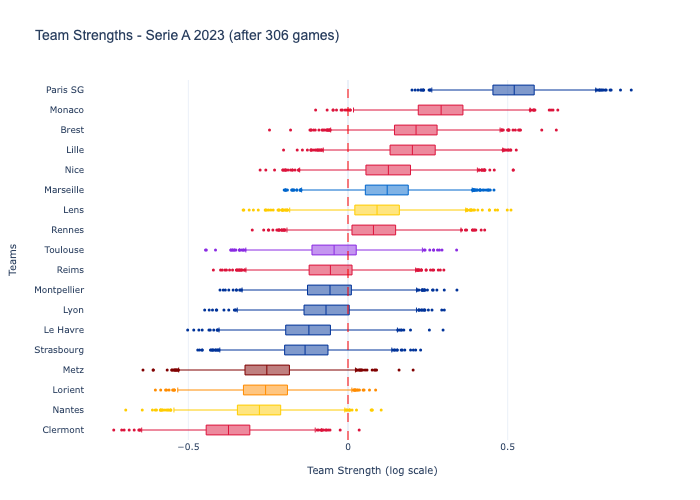 Team Strengths - Serie A 2023 (after 306 games)
Paris SG
Monaco
Brest
Lille
Nice
Marseille
Lens
Rennes
Toulouse
Reims
Montpellier
Lyon
Le Havre
Strasbourg
Metz
Lorient
Nantes
Clermont
Teams
−0.5 0 0.5
Team Strength (log scale)